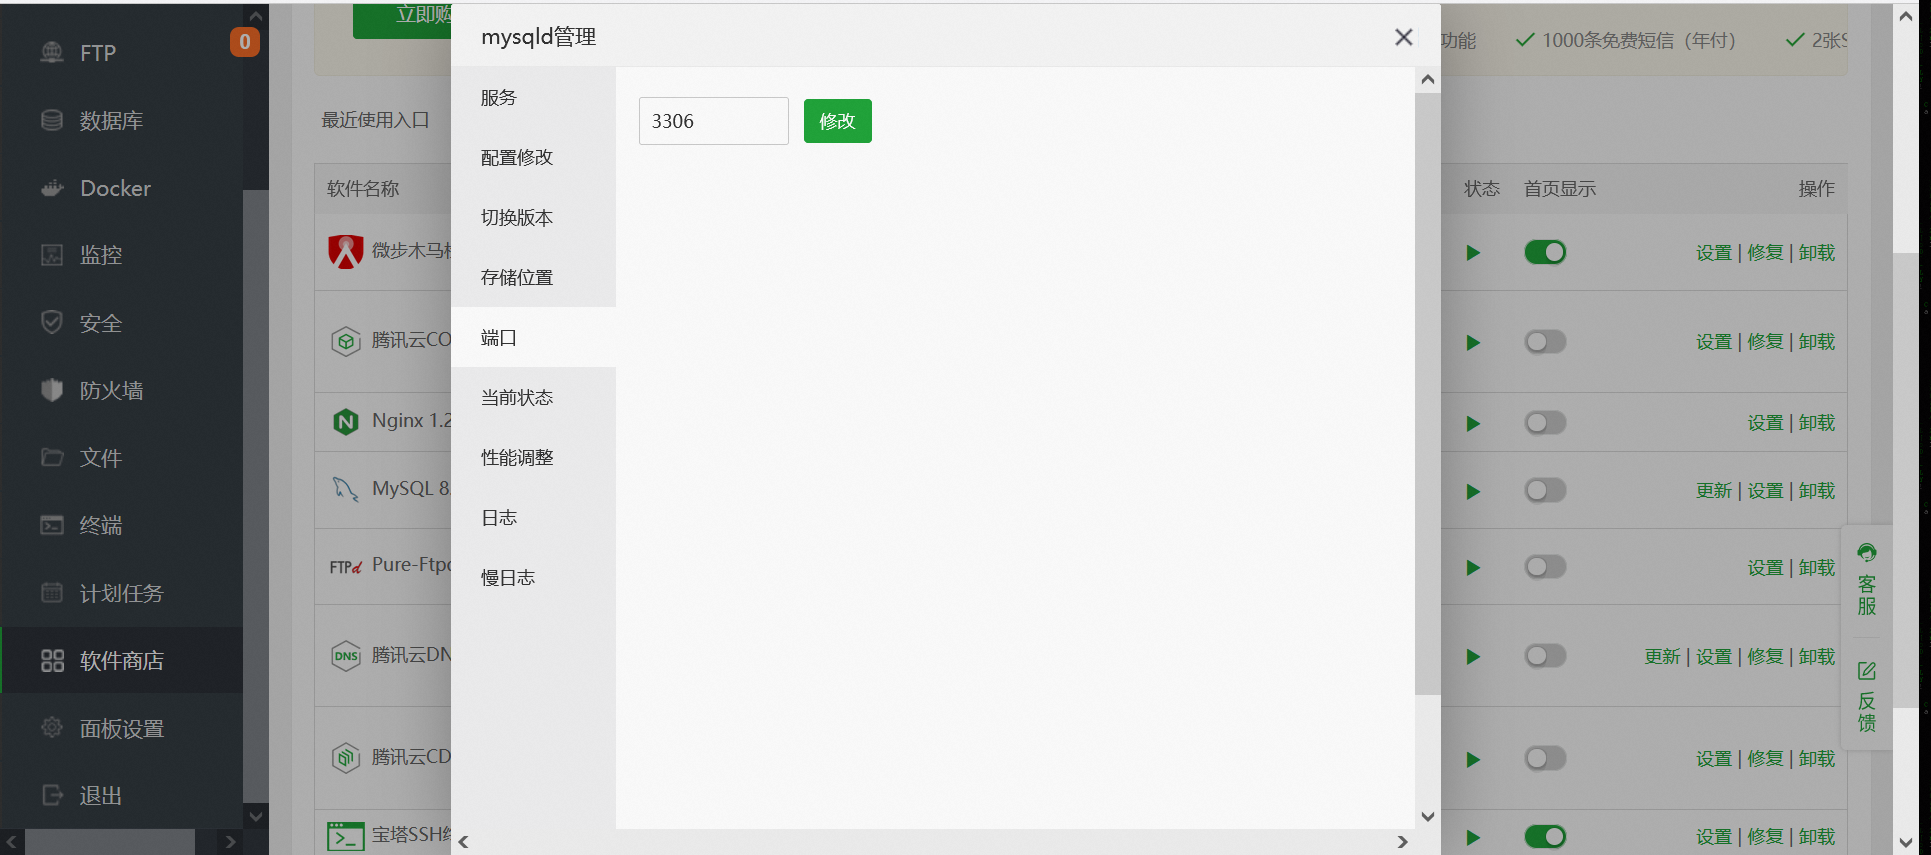 立即购
mysqld管理
FTP
0
数据库
Docker
监控
安全
防火墙
文件
终端
计划任务
软件商店
面板设置
退出
最近使用入口
软件名称
微步木马
腾讯云CO
Nginx 1.2
MySQL 8.
FTPd Pure-Ftp
DNS 腾讯云DN
腾讯云CD
宝塔SSH
服务
配置修改
切换版本
存储位置
端口
当前状态
性能调整
日志
慢日志
3306
修改
功能
1000条免费短信（年付）
2张S
状态
首页显示
操作
设置 | 修复 | 卸载
设置 | 修复 | 卸载
设置 | 卸载
更新 | 设置 | 卸载
设置 | 卸载
更新 | 设置 | 修复 | 卸载
设置 | 修复 | 卸载
设置 | 修复 | 卸载
客服
反馈